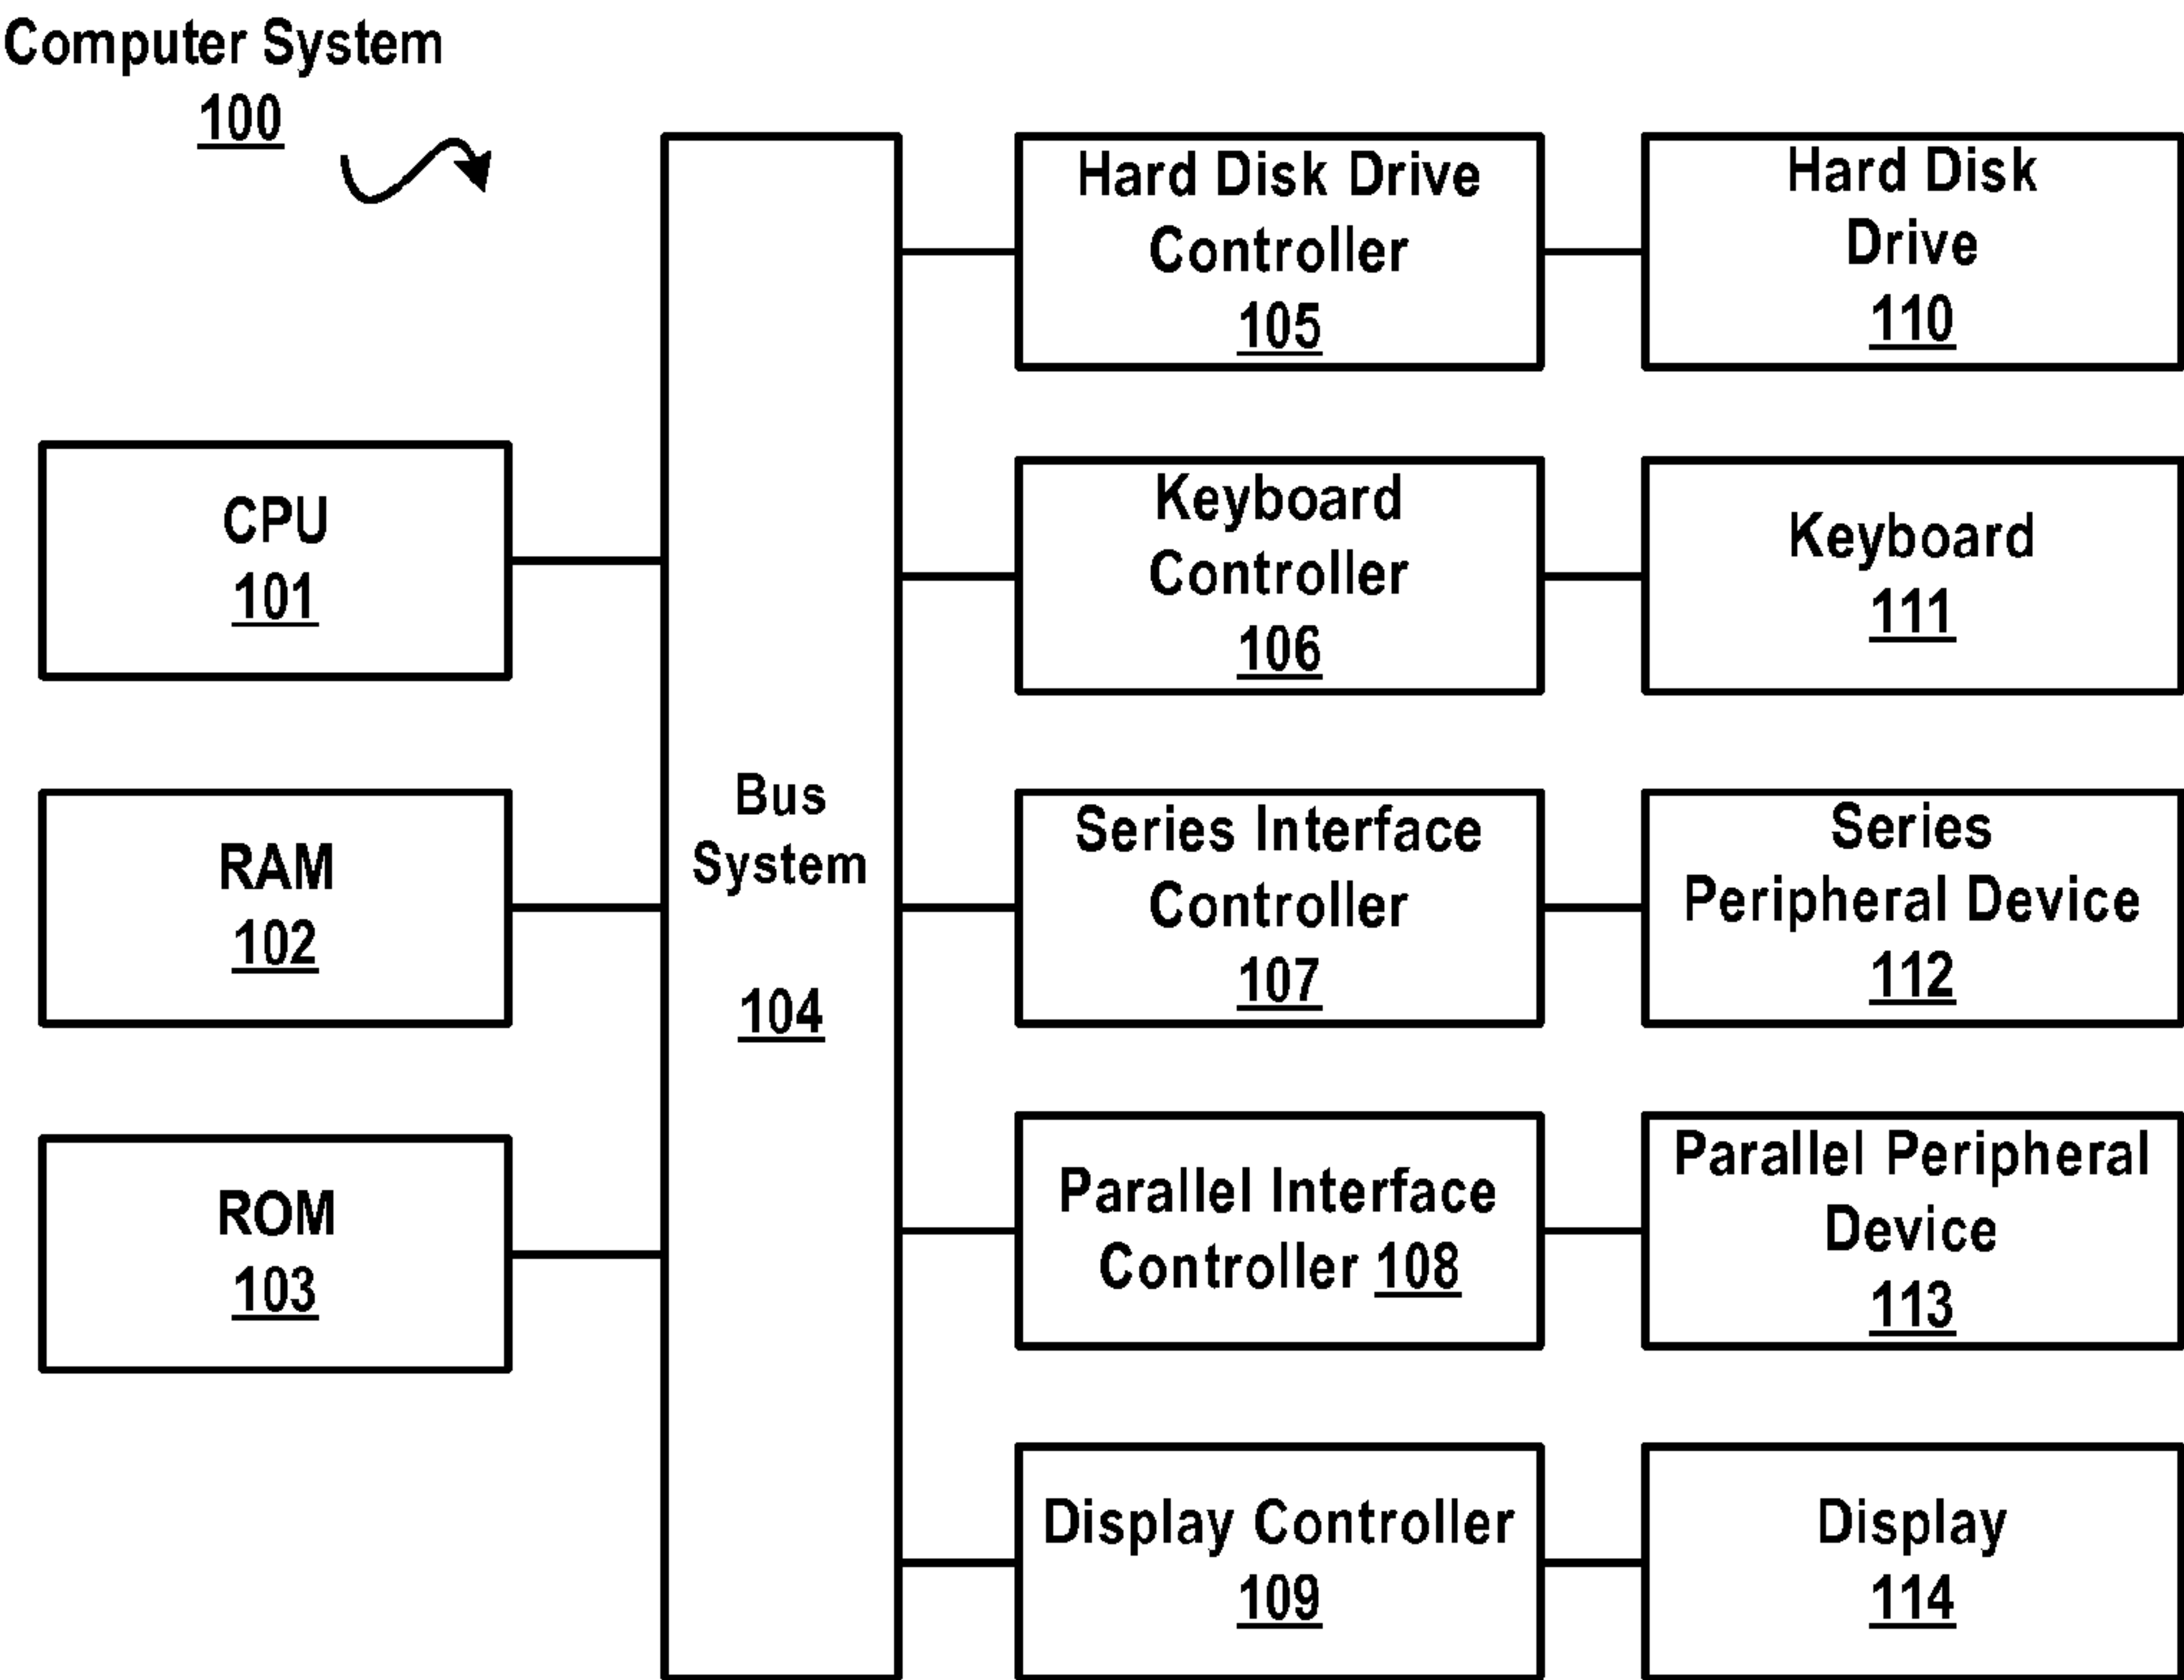 Computer System
100
CPU
101
RAM
102
ROM
103
Bus
System
104
Hard Disk Drive
Controller
105
Keyboard
Controller
106
Series Interface
Controller
107
Parallel Interface
Controller 108
Display Controller
109
Hard Disk
Drive
110
Keyboard
111
Series
Peripheral Device
112
Parallel Peripheral
Device
113
Display
114